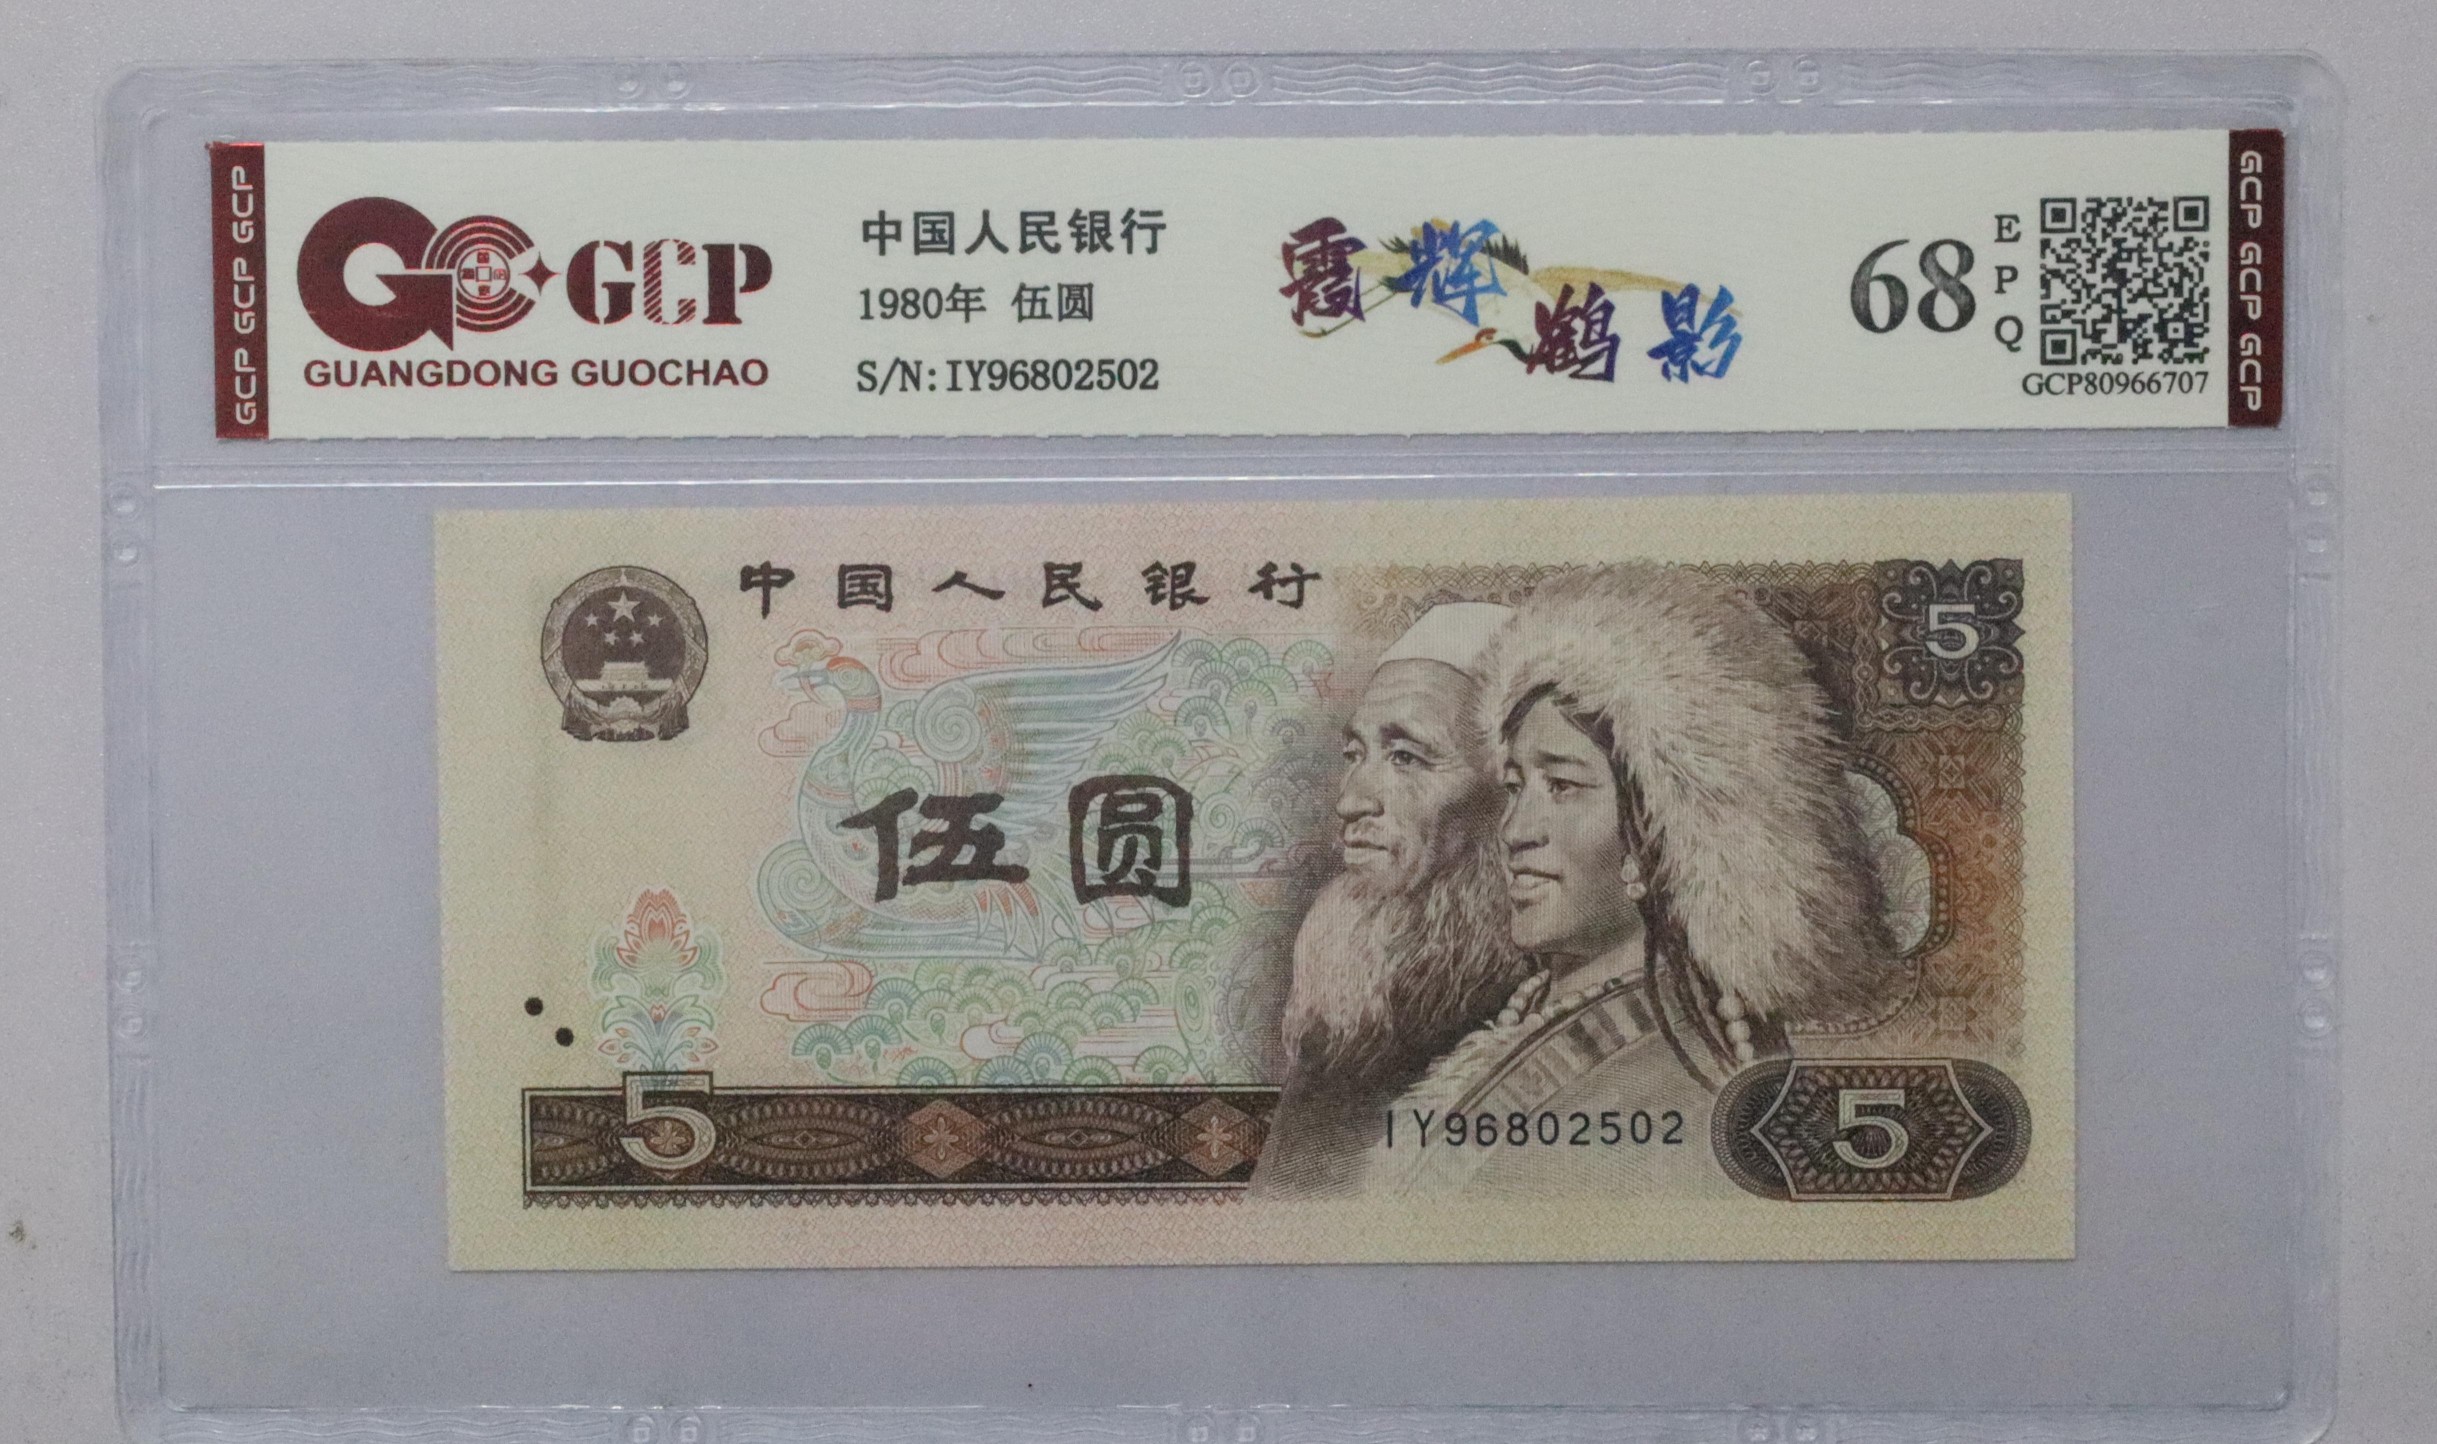 GCP GCP GCP
GCP
GUANGDONG GUOCHAO
中国人民银行
1980年 伍圆
S/N:IY96802502
霞辉鹤影
68
EPQ
GCP80966707
GCP GCP GCP
中国人民银行
5
伍圆
5
IY96802502
5